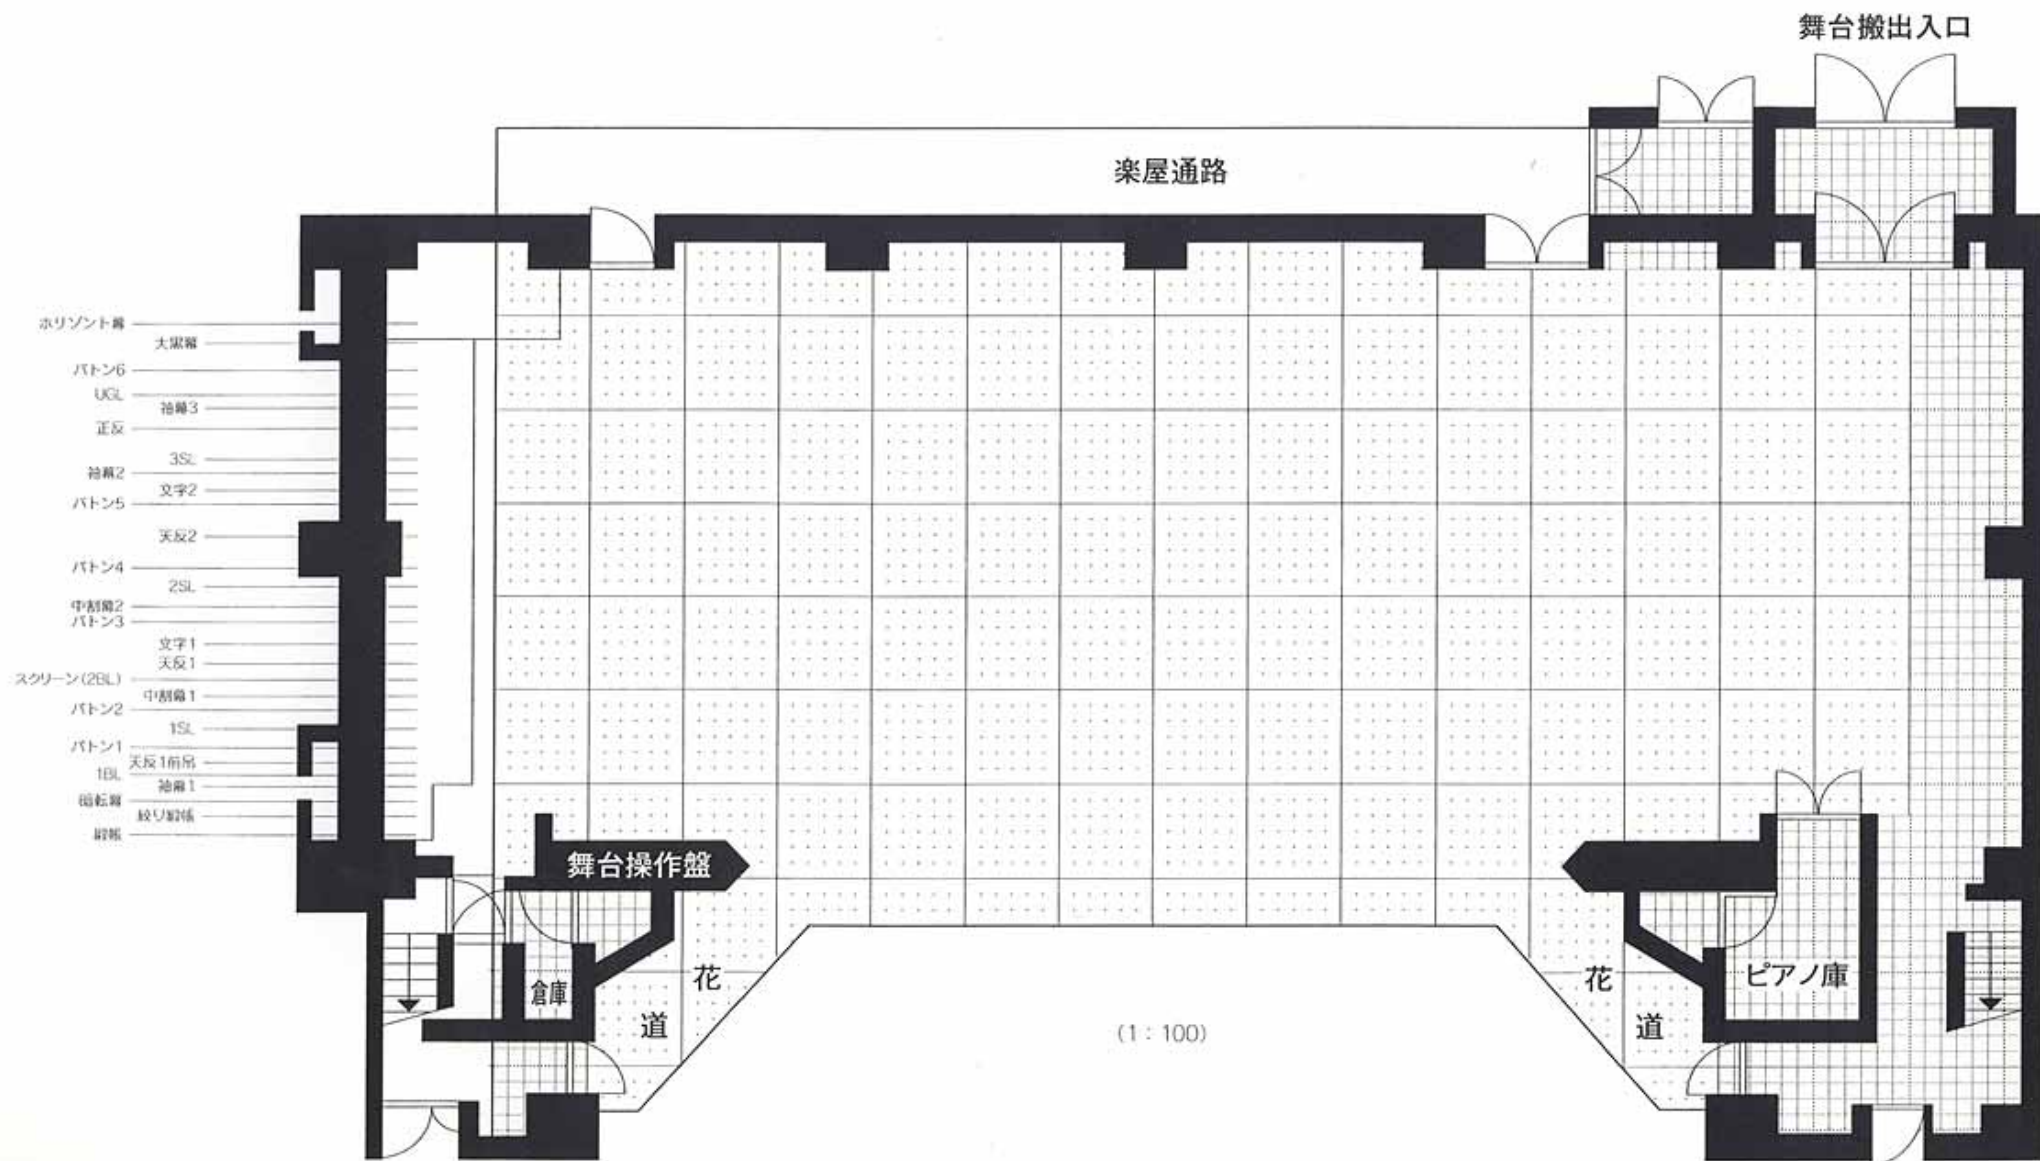 舞台搬出入口
楽屋通路
ホリゾント幕
大黒幕
バトン6
UGL
袖幕3
正反
3SL
袖幕2
文字2
バトン5
天反2
バトン4
2SL
中割幕2
バトン3
文字1
天反1
スクリーン(2BL)
中割幕1
バトン2
1SL
バトン1
天反1前吊
1BL
袖幕1
暗転幕
絞り緞帳
緞帳
舞台操作盤
倉庫
花
道
(1:100)
花
道
ピアノ庫